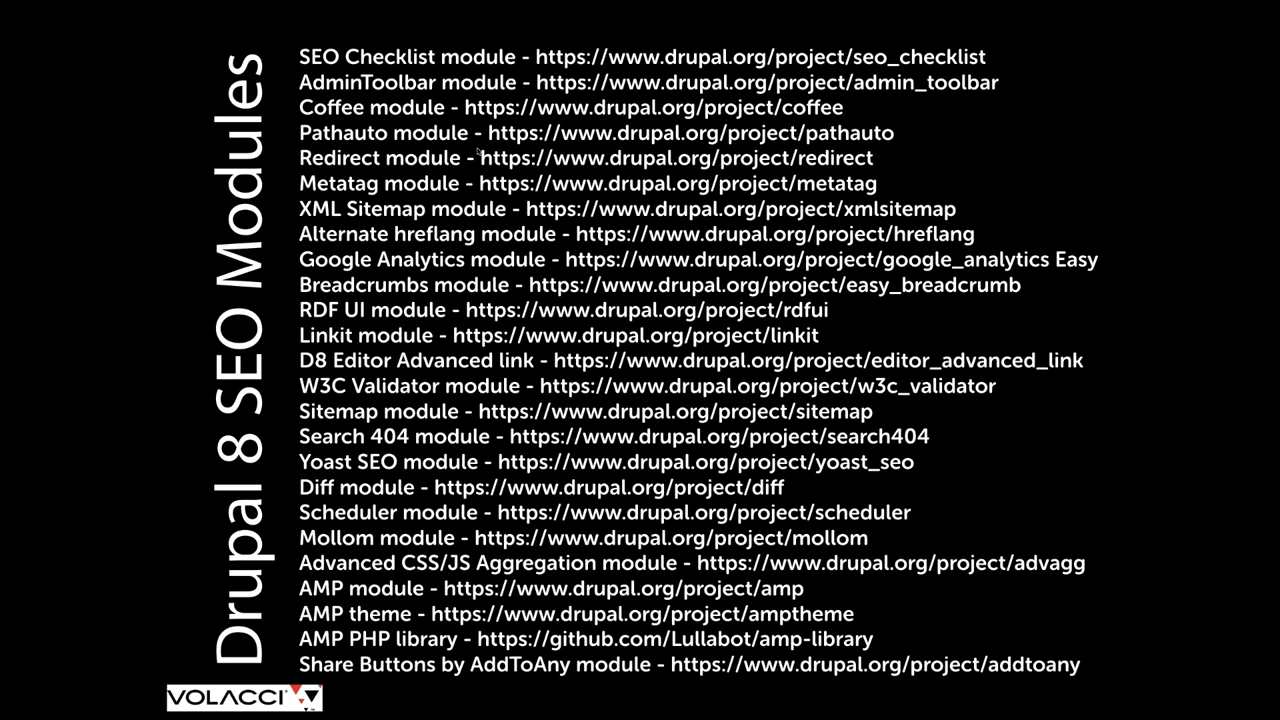 Drupal 8 SEO Modules
SEO Checklist module - https://www.drupal.org/project/seo_checklist
AdminToolbar module - https://www.drupal.org/project/admin_toolbar
Coffee module - https://www.drupal.org/project/coffee
Pathauto module - https://www.drupal.org/project/pathauto
Redirect module - https://www.drupal.org/project/redirect
Metatag module - https://www.drupal.org/project/metatag
XML Sitemap module - https://www.drupal.org/project/xmlsitemap
Alternate hreflang module - https://www.drupal.org/project/hreflang
Google Analytics module - https://www.drupal.org/project/google_analytics Easy
Breadcrumbs module - https://www.drupal.org/project/easy_breadcrumb
RDF UI module - https://www.drupal.org/project/rdfui
Linkit module - https://www.drupal.org/project/linkit
D8 Editor Advanced link - https://www.drupal.org/project/editor_advanced_link
W3C Validator module - https://www.drupal.org/project/w3c_validator
Sitemap module - https://www.drupal.org/project/sitemap
Search 404 module - https://www.drupal.org/project/search404
Yoast SEO module - https://www.drupal.org/project/yoast_seo
Diff module - https://www.drupal.org/project/diff
Scheduler module - https://www.drupal.org/project/scheduler
Mollom module - https://www.drupal.org/project/mollom
Advanced CSS/JS Aggregation module - https://www.drupal.org/project/advagg
AMP module - https://www.drupal.org/project/amp
AMP theme - https://www.drupal.org/project/amptheme
AMP PHP library - https://github.com/Lullabot/amp-library
Share Buttons by AddToAny module - https://www.drupal.org/project/addtoany
VOLACCI